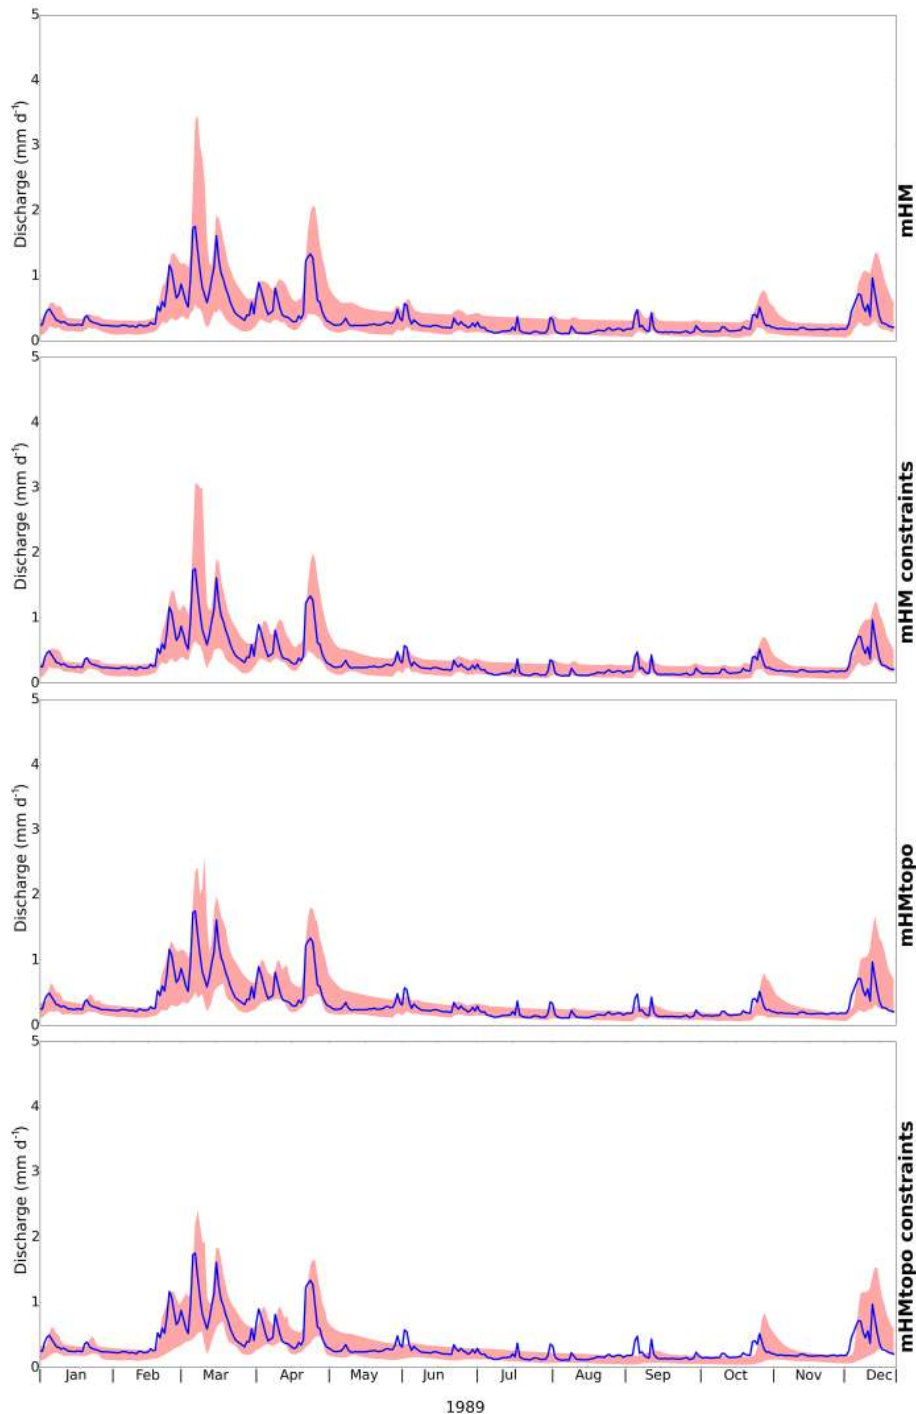 5
4
3
2
1
0
Discharge (mm d⁻¹)
mHM
5
4
3
2
1
0
Discharge (mm d⁻¹)
mHM constraints
5
4
3
2
1
0
Discharge (mm d⁻¹)
mHMtopo
5
4
3
2
1
0
Discharge (mm d⁻¹)
mHMtopo constraints
Jan | Feb | Mar | Apr | May | Jun | Jul | Aug | Sep | Oct | Nov | Dec |
1989